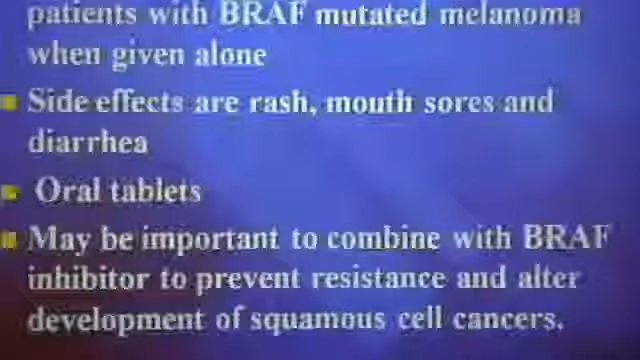 patients with BRAF mutated melanoma
when given alone
Side effects are rash, mouth sores and
diarrhea
Oral tablets
May be important to combine with BRAF
inhibitor to prevent resistance and alter
development of squamous cell cancers.